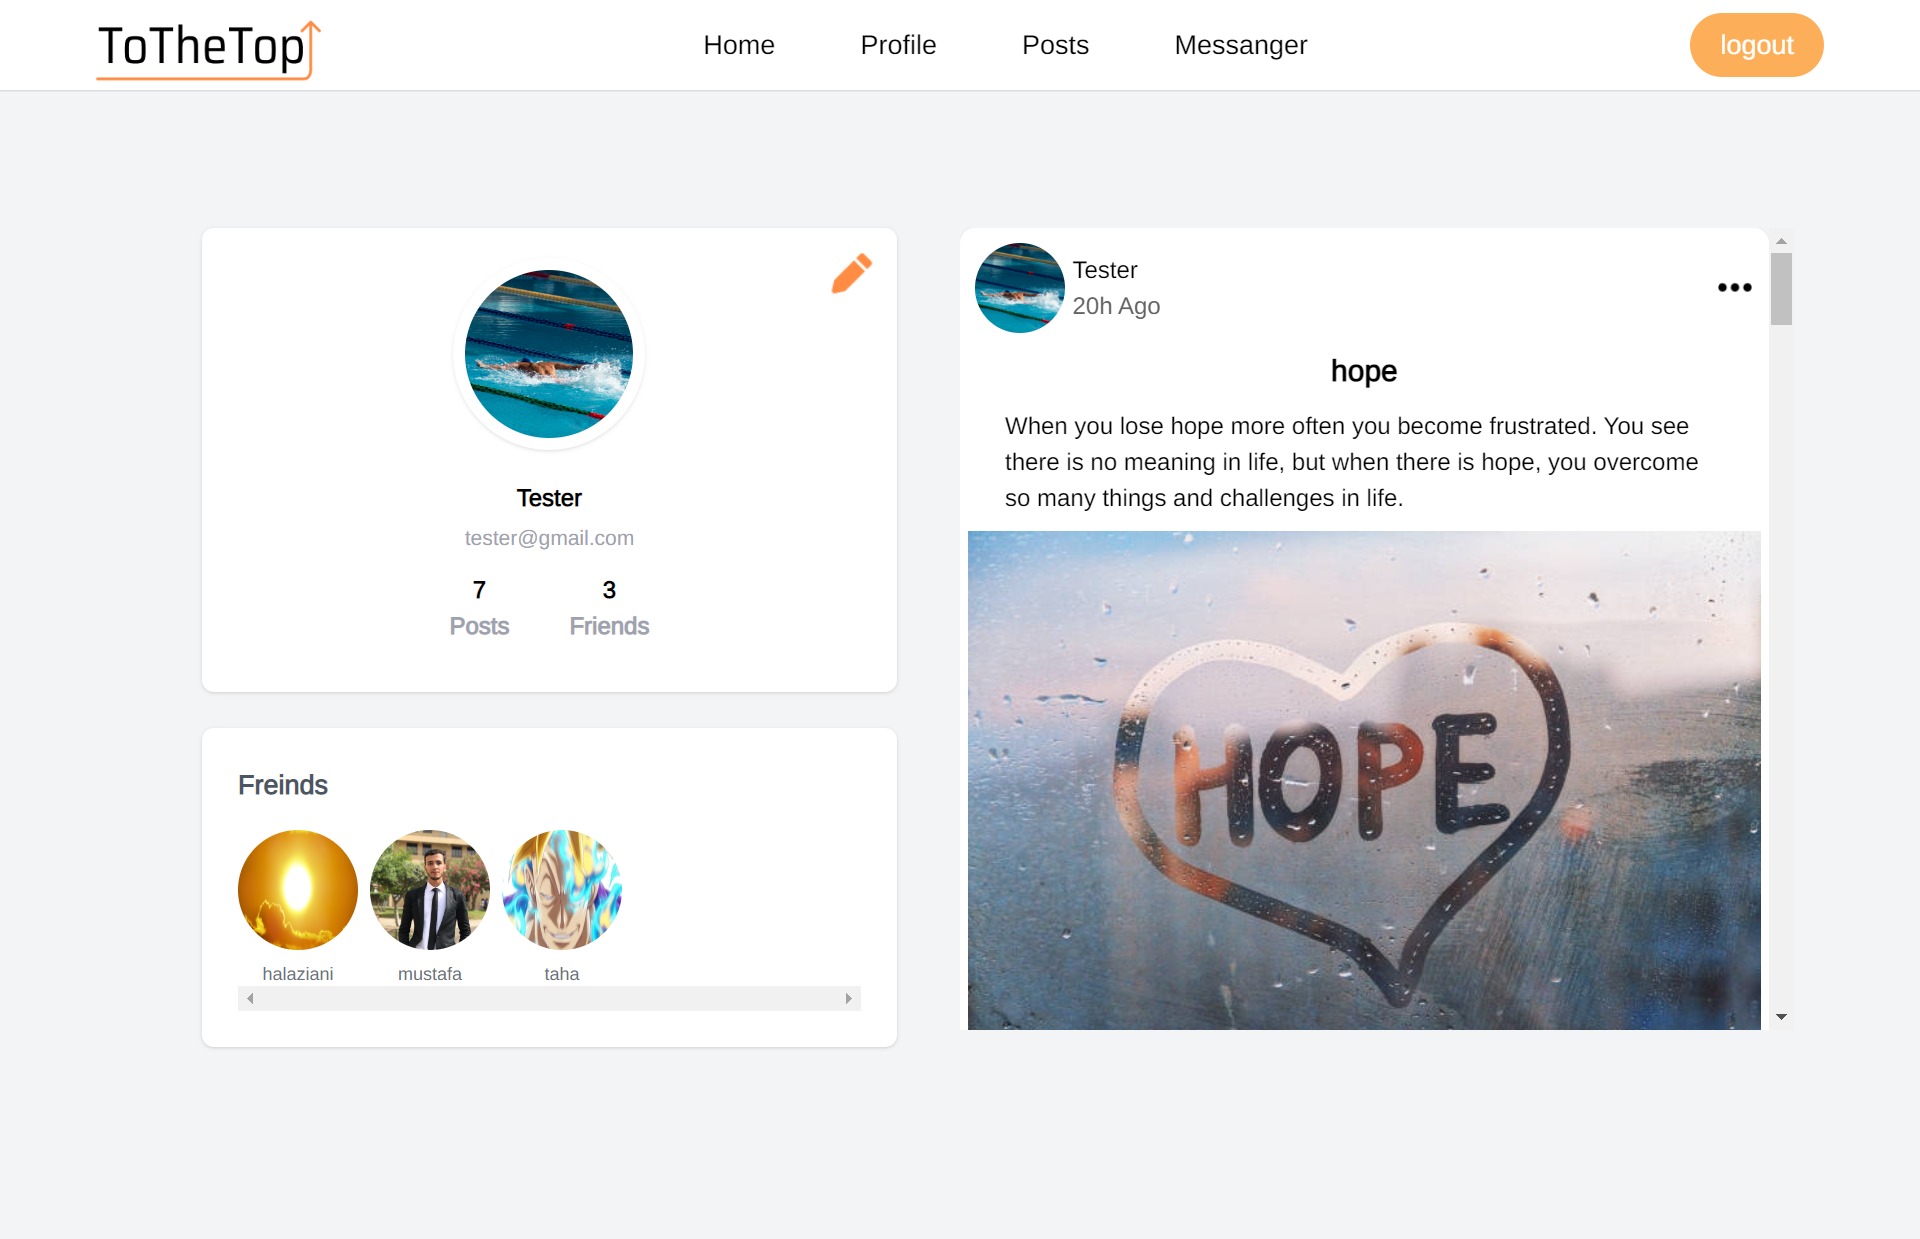 ToTheTop
Home
Profile
Posts
Messanger
logout
Tester
tester@gmail.com
7
3
Posts
Friends
Freinds
halaziani
mustafa
taha
Tester
20h Ago
hope
When you lose hope more often you become frustrated. You see
there is no meaning in life, but when there is hope, you overcome
so many things and challenges in life.
HOPE